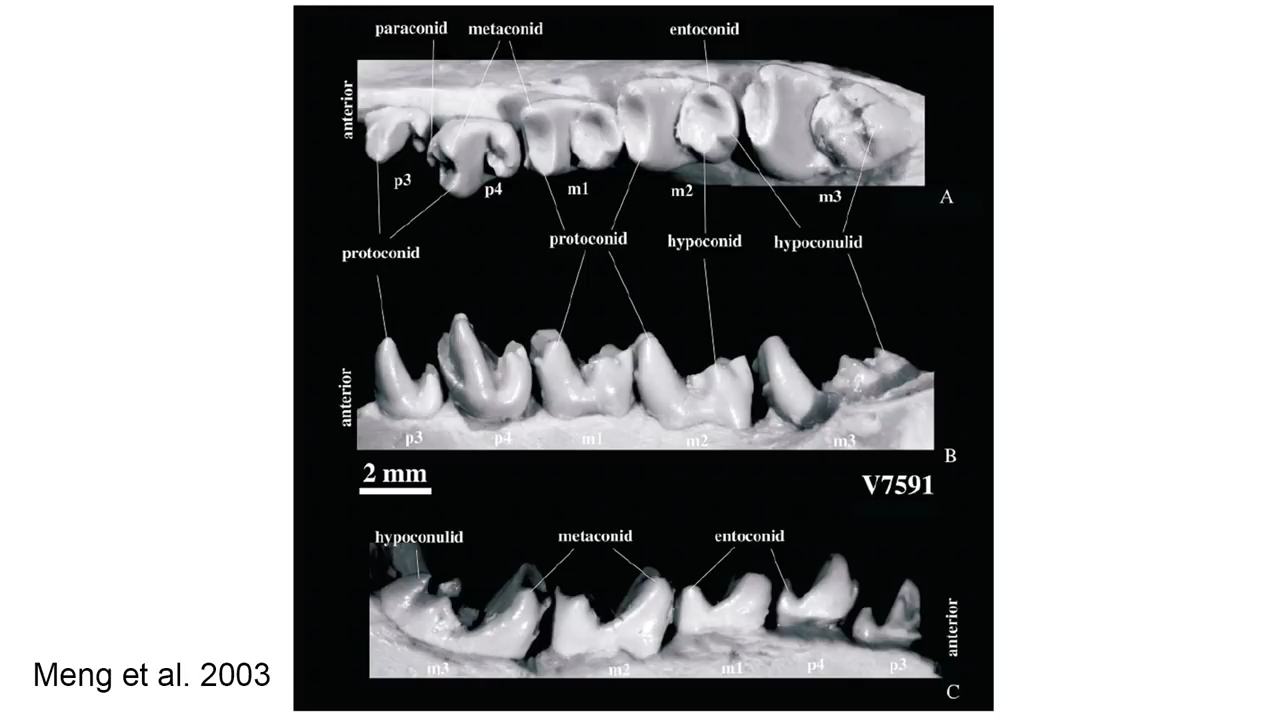 paraconid metaconid entoconid
anterior
p3 p4 m1 m2 m3
A
protoconid protoconid hypoconid hypoconulid
anterior
p3 p4 m1 m2 m3
B
2 mm V7591
hypoconulid metaconid entoconid
anterior
m3 m2 m1 p4 p3
C
Meng et al. 2003